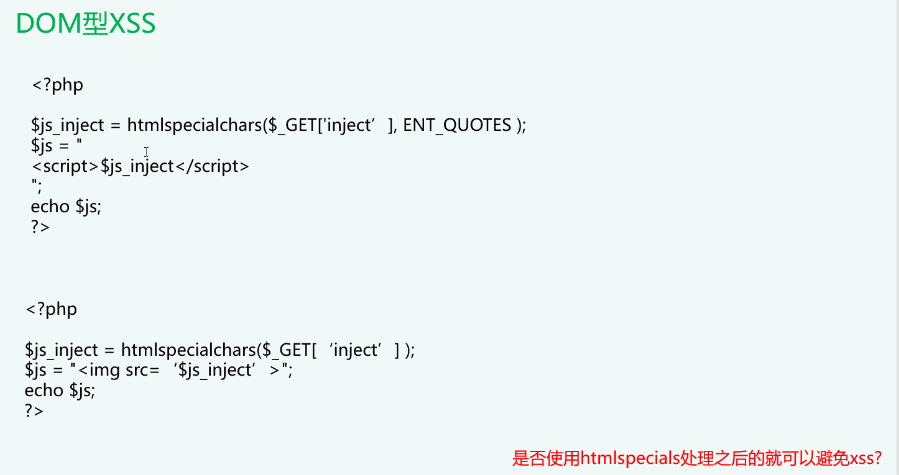 DOM型XSS
<?php
$js_inject = htmlspecialchars($_GET['inject’], ENT_QUOTES );
$js = "
<script>$js_inject</script>
";
echo $js;
?>
<?php
$js_inject = htmlspecialchars($_GET[‘inject’] );
$js = "<img src=‘$js_inject’>";
echo $js;
?>
是否使用htmlspecials处理之后的就可以避免xss?